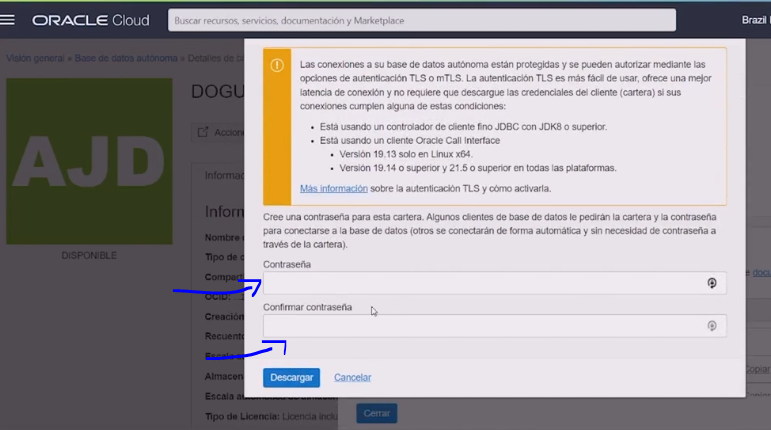 ORACLE Cloud
Buscar recursos, servicios, documentación y Marketplace
Brazil
Visión general » Base de datos autónoma » Detalles de
AJD
DISPONIBLE
DOGU
Accion
Informac
Inform
Nombre
Tipo de
Compar
OCID:
Creación
Recuento
Escala
Almacen
Escala
Tipo de Licencia: Licencia inclu
Las conexiones a su base de datos autónoma están protegidas y se pueden autorizar mediante las
opciones de autenticación TLS o mTLS. La autenticación TLS es más fácil de usar, ofrece una mejor
latencia de conexión y no requiere que descargue las credenciales del cliente (cartera) si sus
conexiones cumplen alguna de estas condiciones:
• Está usando un controlador de cliente fino JDBC con JDK8 o superior.
• Está usando un cliente Oracle Call Interface
• Versión 19.13 solo en Linux x64.
• Versión 19.14 o superior y 21.5 o superior en todas las plataformas.
Más información sobre la autenticación TLS y cómo activarla.
Cree una contraseña para esta cartera. Algunos clientes de base de datos le pedirán la cartera y la contraseña
para conectarse a la base de datos (otros se conectarán de forma automática y sin necesidad de contraseña a
través de la cartera).
Contraseña
Confirmar contraseña
Descargar Cancelar
e docu
Copiar
Cerrar